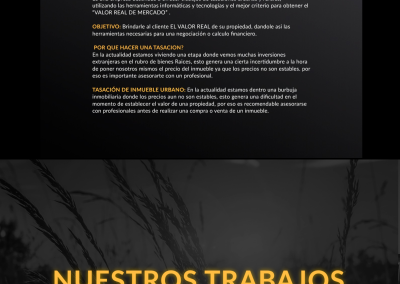 utilizando las herramientas informáticas y tecnologías y el mejor criterio para obtener el
"VALOR REAL DE MERCADO" .
OBJETIVO: Brindarle al cliente EL VALOR REAL de su propiedad, dandole así las
herramientas necesarias para una negociación o calculo financiero.
POR QUE HACER UNA TASACION?
En la actualidad estamos viviendo una etapa donde vemos muchas inversiones
extranjeras en el rubro de bienes Raíces, esto genera una cierta incertidumbre a la hora
de poner nosotros mismos el precio del inmueble ya que los precios no son estables, por
eso es importante asesorarte con un profesional.
TASACIÓN DE INMUEBLE URBANO: En la actualidad estamos dentro una burbuja
inmobiliaria donde los precios aun no son estables, esto genera una dificultad en el
momento de establecer el valor de una propiedad, por eso es recomendable asesorarse
con profesionales antes de realizar una compra o venta de un inmueble.
NUESTROS TRABAJOS